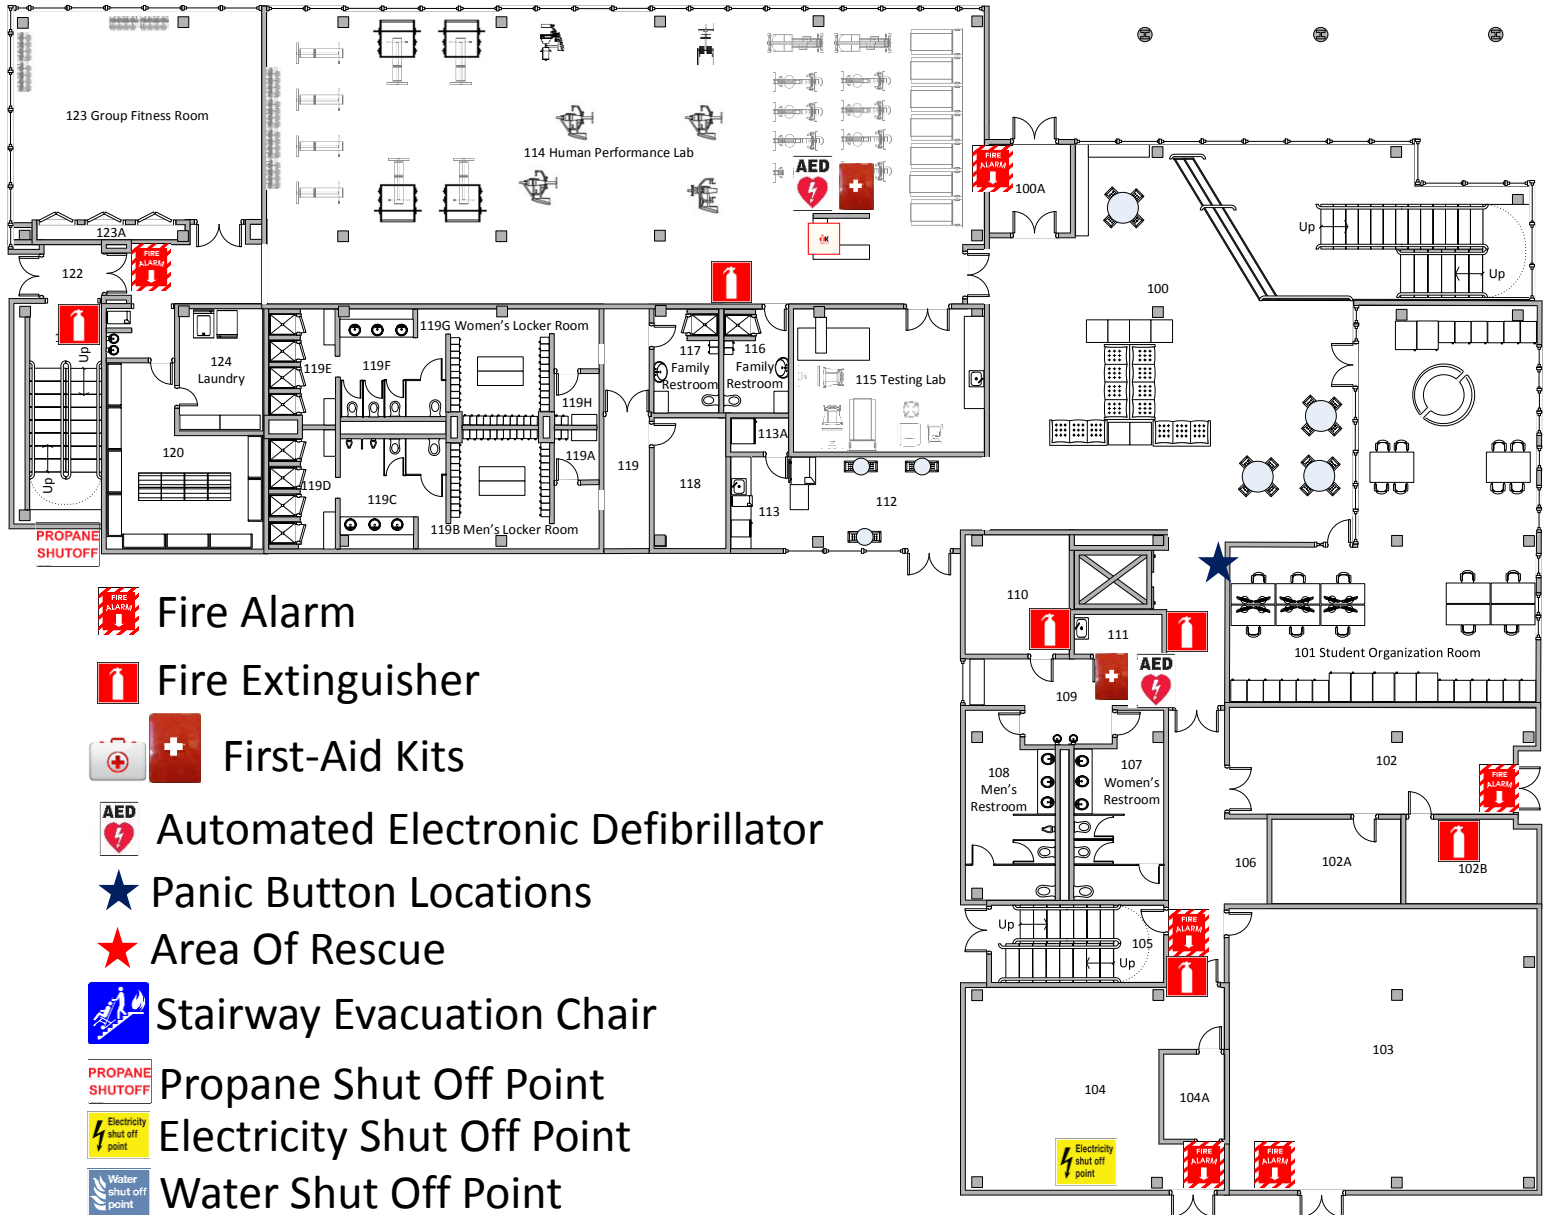 123 Group Fitness Room
114 Human Performance Lab
AED
FIRE
ALARM
100A
123A
FIRE
ALARM
122
Up
Up
100
119G Women's Locker Room
124
Laundry
119E
119F
117
Family
Restroom
116
Family
Restroom
115 Testing Lab
Up
119H
113A
120
119A
119
Up
119D
119C
118
113
112
119B Men's Locker Room
PROPANE
SHUTOFF
110
111
101 Student Organization Room
AED
109
108
Men's
Restroom
107
Women's
Restroom
102
FIRE
ALARM
106
102A
102B
Up
105
Up
FIRE
ALARM
103
104
104A
Electricity
shut off
point
FIRE
ALARM
FIRE
ALARM
FIRE
ALARM
Fire Alarm
Fire Extinguisher
First-Aid Kits
AED
Automated Electronic Defibrillator
Panic Button Locations
Area Of Rescue
Stairway Evacuation Chair
PROPANE
SHUTOFF
Propane Shut Off Point
Electricity
shut off
point
Electricity Shut Off Point
Water
shut off
point
Water Shut Off Point